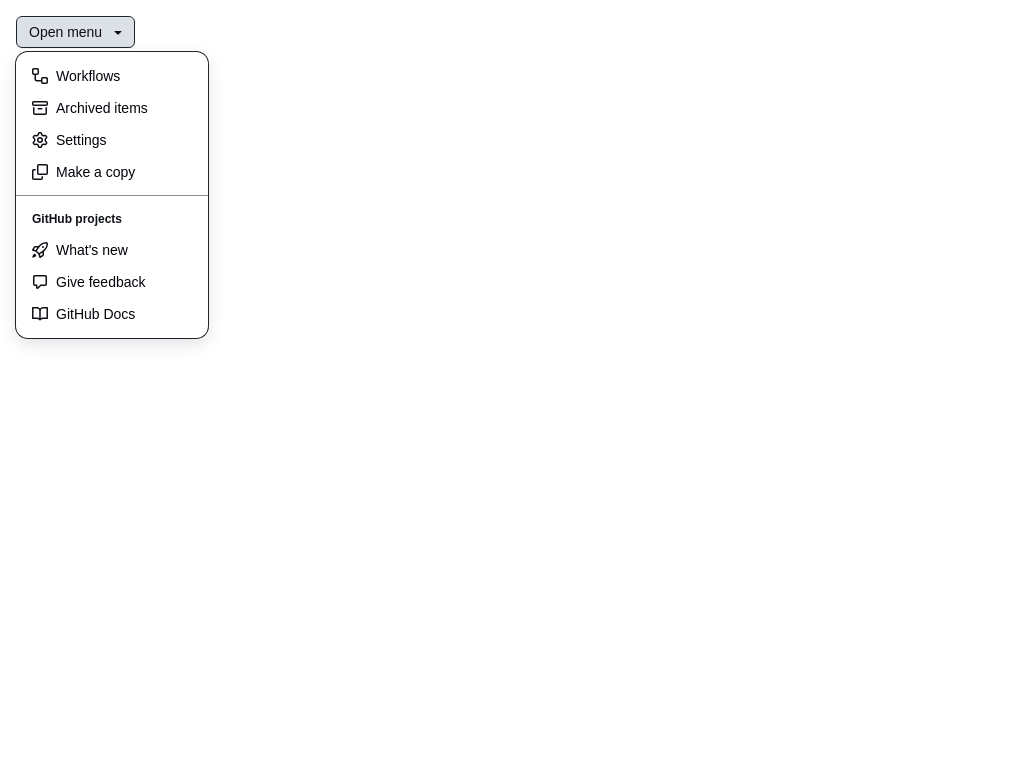 Open menu
Workflows
Archived items
Settings
Make a copy
GitHub projects
What's new
Give feedback
GitHub Docs